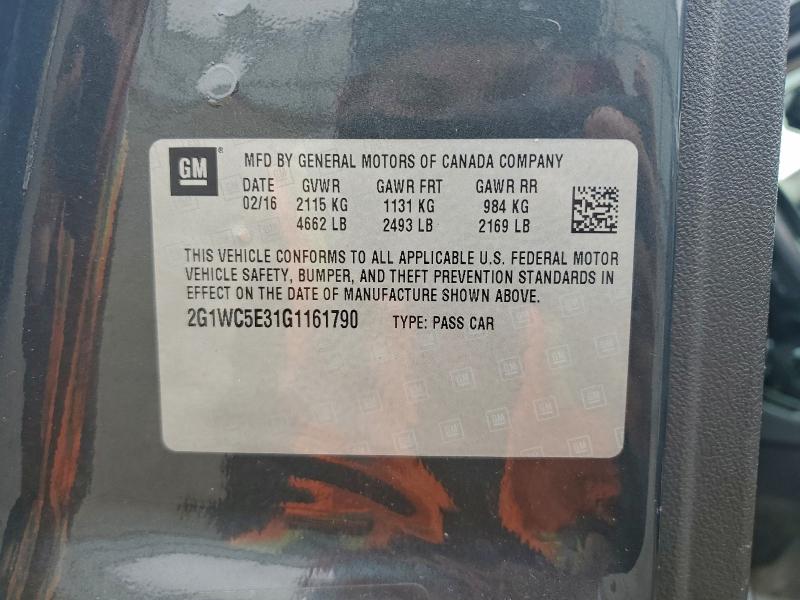 GM ® MFD BY GENERAL MOTORS OF CANADA COMPANY
DATE GVWR GAWR FRT GAWR RR
02/16 2115 KG 1131 KG 984 KG
4662 LB 2493 LB 2169 LB
THIS VEHICLE CONFORMS TO ALL APPLICABLE U.S. FEDERAL MOTOR
VEHICLE SAFETY, BUMPER, AND THEFT PREVENTION STANDARDS IN
EFFECT ON THE DATE OF MANUFACTURE SHOWN ABOVE.
2G1WC5E31G1161790 TYPE: PASS CAR